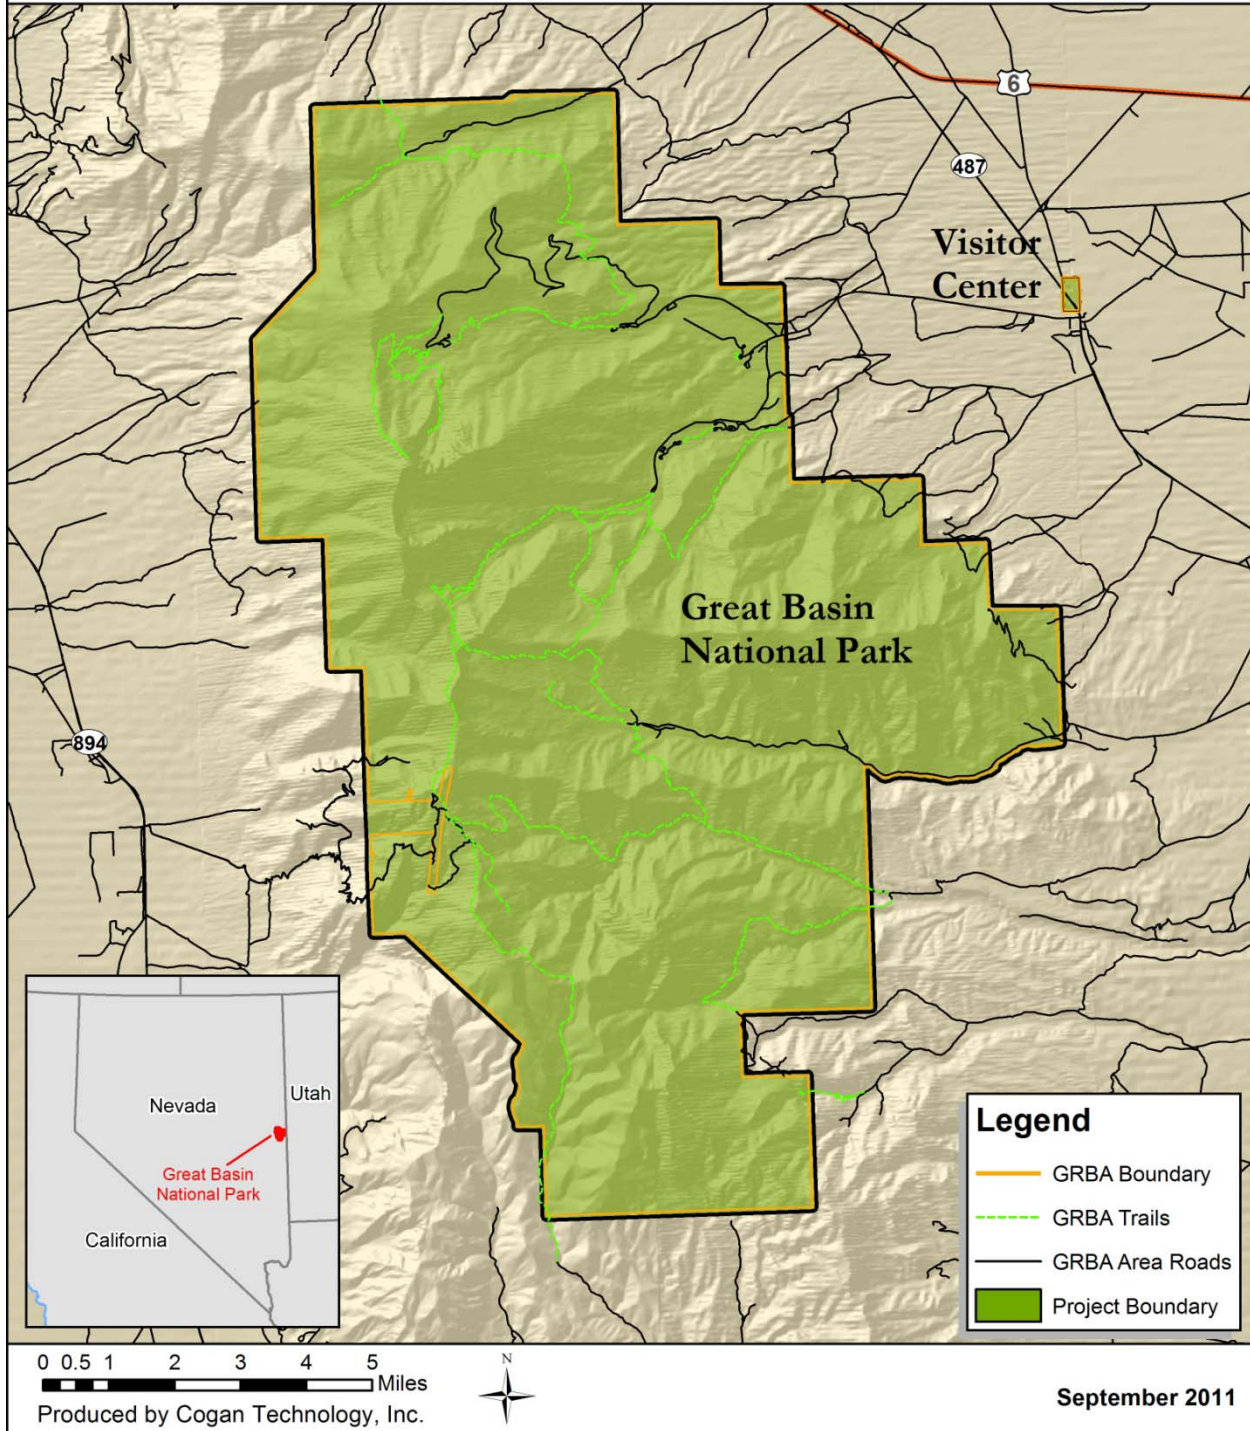 6
487
Visitor
Center
Great Basin
National Park
894
Nevada
Utah
Great Basin
National Park
California
Legend
GRBA Boundary
GRBA Trails
GRBA Area Roads
Project Boundary
0 0.5 1 2 3 4 5
Miles
N
Produced by Cogan Technology, Inc.
September 2011